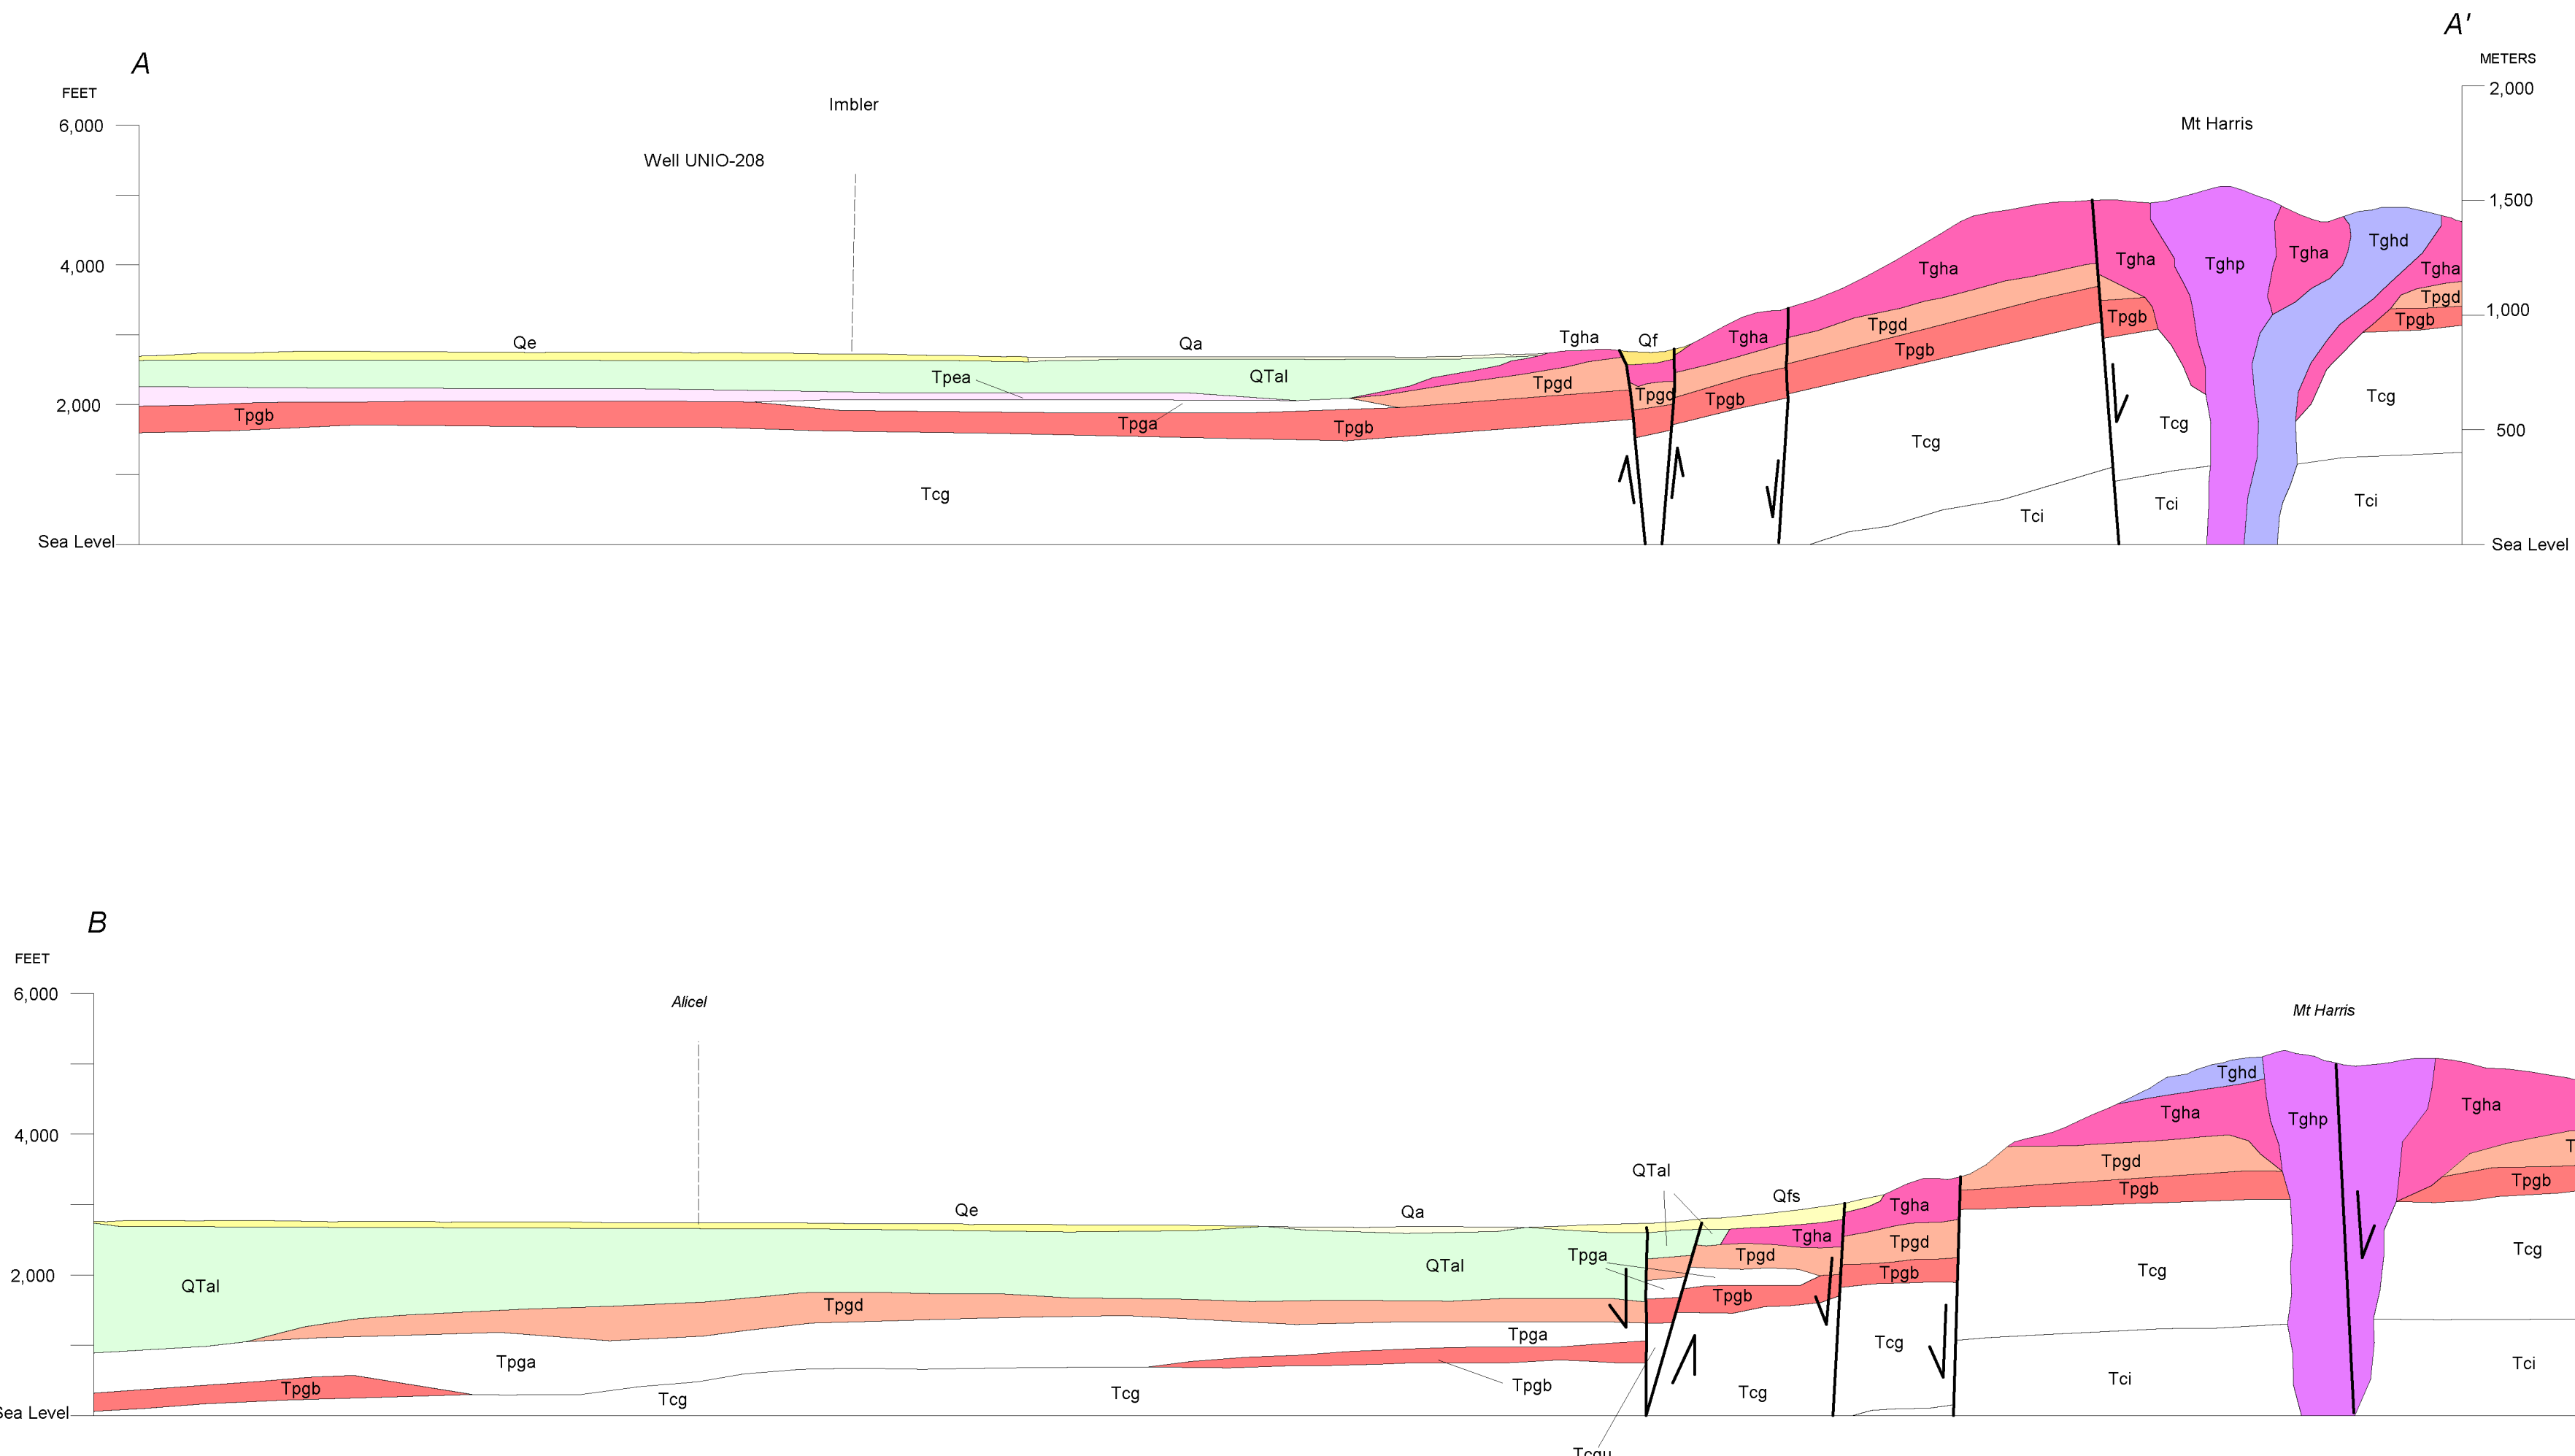 A
A'
METERS
FEET
2,000
Imbler
6,000
Mt Harris
Well UNIO-208
1,500
Tghd
Tgha
Tgha
Tghp
Tgha
4,000
Tgha
Tpgd
1,000
Tpgb
Tpgb
Tpgd
Tgha
Qf
Tgha
Qe
Qa
Tpgb
Tpea
QTal
Tpgd
Tpgd
Tpgb
Tcg
2,000
Tpgb
Tpga
Tpgb
Tcg
500
Tcg
Tcg
Tci
Tci
Tci
Sea Level
Sea Level
B
FEET
6,000
Alicel
Mt Harris
Tghd
Tgha
Tghp
Tgha
4,000
T
Tpgd
Tpgb
Tpgb
QTal
Qfs
Tgha
Qe
Qa
Tgha
Tpgd
Tpga
Tpgd
Tcg
Tcg
2,000
QTal
QTal
Tpgb
Tpgb
Tpgd
Tpga
Tcg
Tpga
Tci
Tci
Tpgb
Tpgb
Tcg
Tcg
Tcg
Sea Level